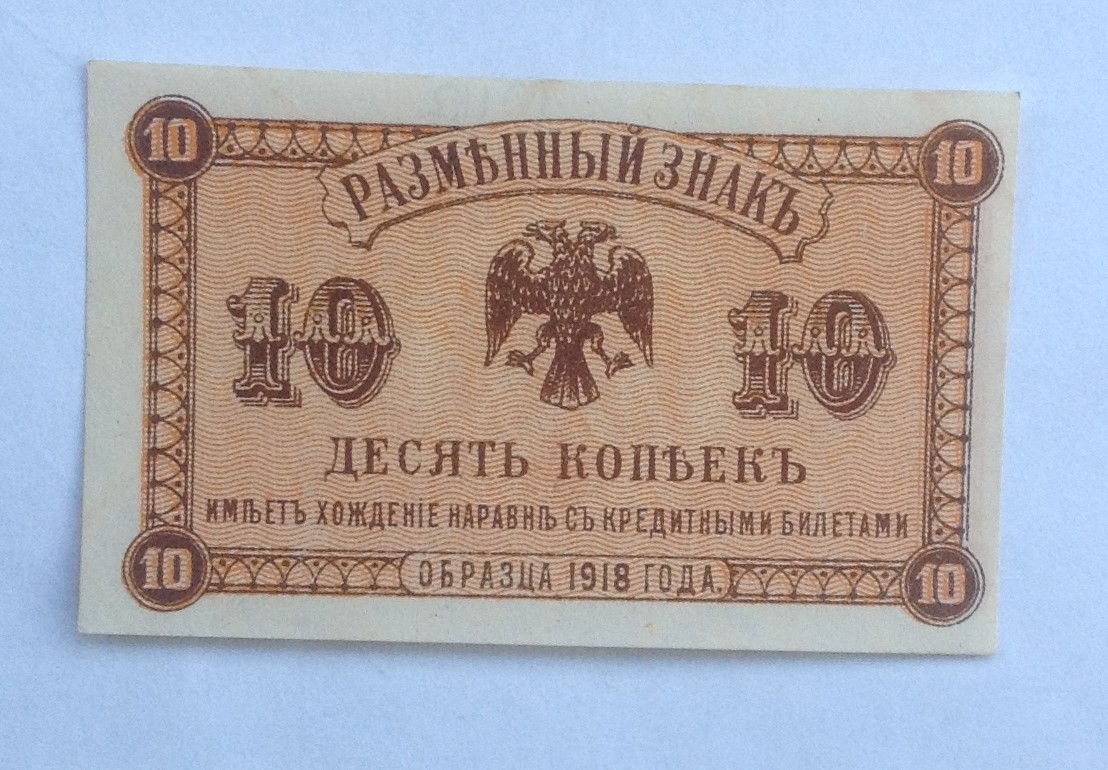 10 10
РАЗМѢННЫЙ ЗНАКЪ
10 10
ДЕСЯТЬ КОПѢЕКЪ
ИМѢЕТЪ ХОЖДЕНІЕ НАРАВНѢ СЪ КРЕДИТНЫМИ БИЛЕТАМИ
10 ОБРАЗЦА 1918 ГОДА. 10